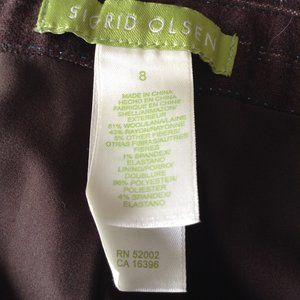 SIGRID OLSEN
8
MADE IN CHINA
HECHO EN CHINA
FABRIQUE EN CHINE
SHELL/ARMAZON/
EXTERIEUR
51% WOOL/LANA/LAINE
43% RAYON/RAYON
5% OTHER FIBERS/
OTRAS FIBRAS/AUTRES
FIBRES
1% SPANDEX/
ELASTANO
LINING/FORRO/
DOUBLURE
96% POLYESTER/
POLIESTER
4% SPANDEX/
ELASTANO
RN 52002
CA 16396